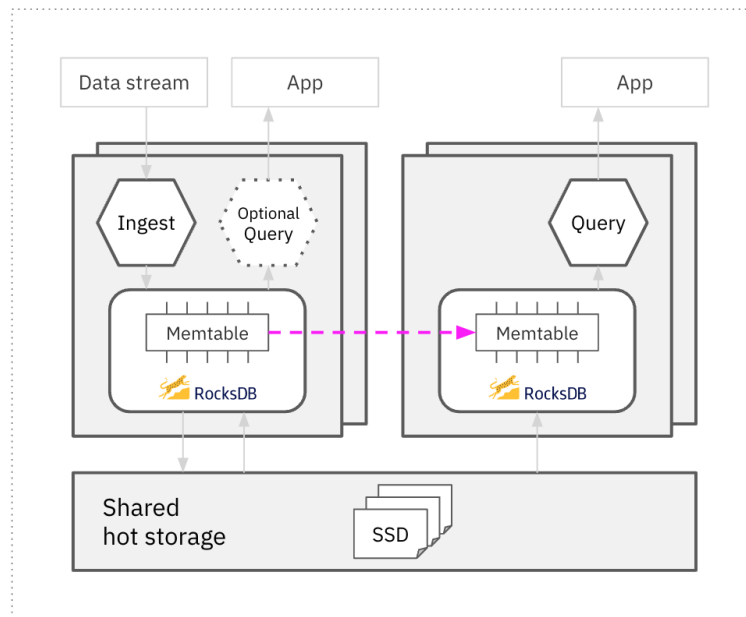 Data stream
App
App
Ingest
Optional
Query
Query
Memtable
Memtable
RocksDB
RocksDB
Shared
hot storage
SSD